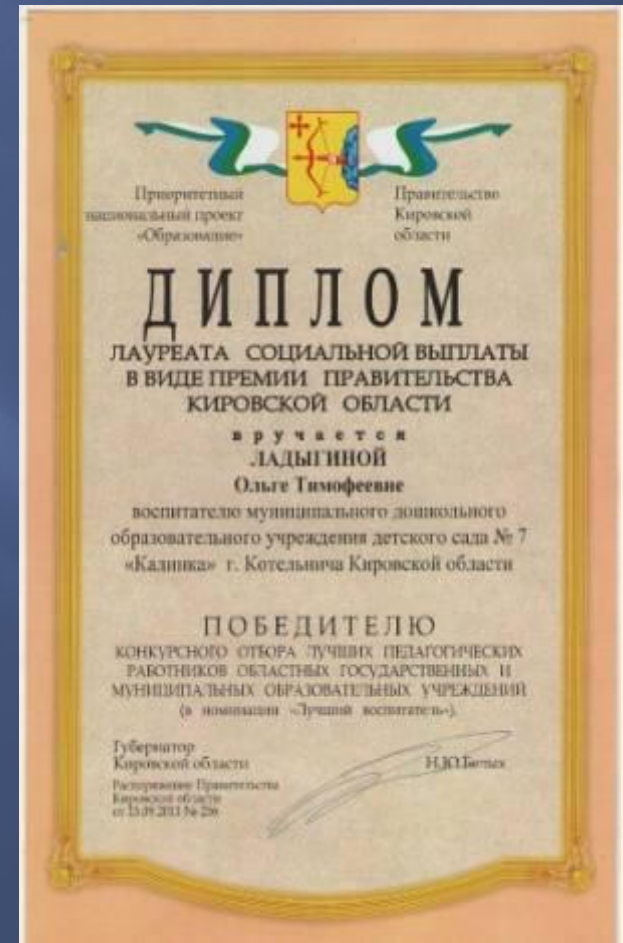 Приоритетный
национальный проект
«Образование»
Правительство
Кировской
области
ДИПЛОМ
ЛАУРЕАТА СОЦИАЛЬНОЙ ВЫПЛАТЫ
В ВИДЕ ПРЕМИИ ПРАВИТЕЛЬСТВА
КИРОВСКОЙ ОБЛАСТИ
вручается
ЛАДЫГИНОЙ
Ольге Тимофеевне
воспитателю муниципального дошкольного
образовательного учреждения детского сада № 7
«Калинка» г. Котельнича Кировской области
ПОБЕДИТЕЛЮ
КОНКУРСНОГО ОТБОРА ЛУЧШИХ ПЕДАГОГИЧЕСКИХ
РАБОТНИКОВ ОБЛАСТНЫХ ГОСУДАРСТВЕННЫХ И
МУНИЦИПАЛЬНЫХ ОБРАЗОВАТЕЛЬНЫХ УЧРЕЖДЕНИЙ
(в номинации «Лучший воспитатель»).
Губернатор
Кировской области
Н.Ю.Белых
Распоряжение Правительства
Кировской области
от №